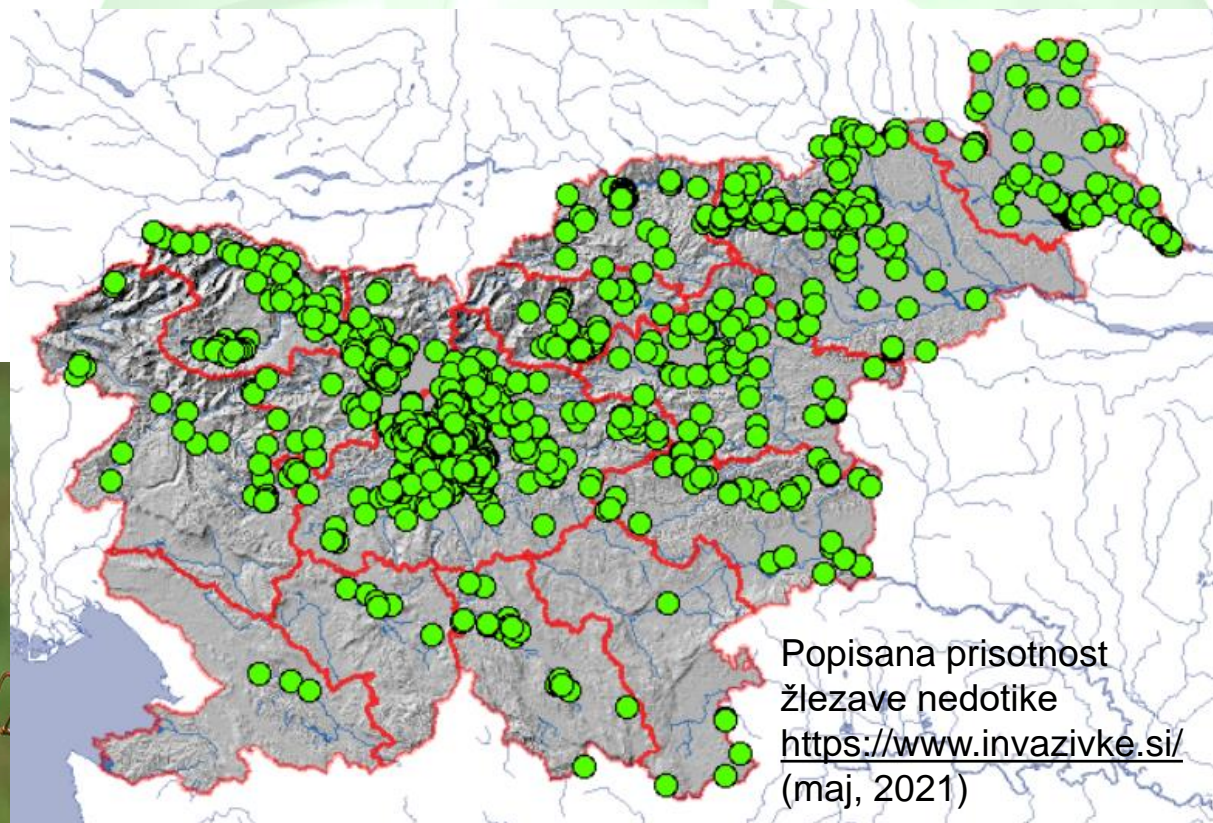 Popisana prisotnost
žlezave nedotike
https://www.invazivke.si/
(maj, 2021)